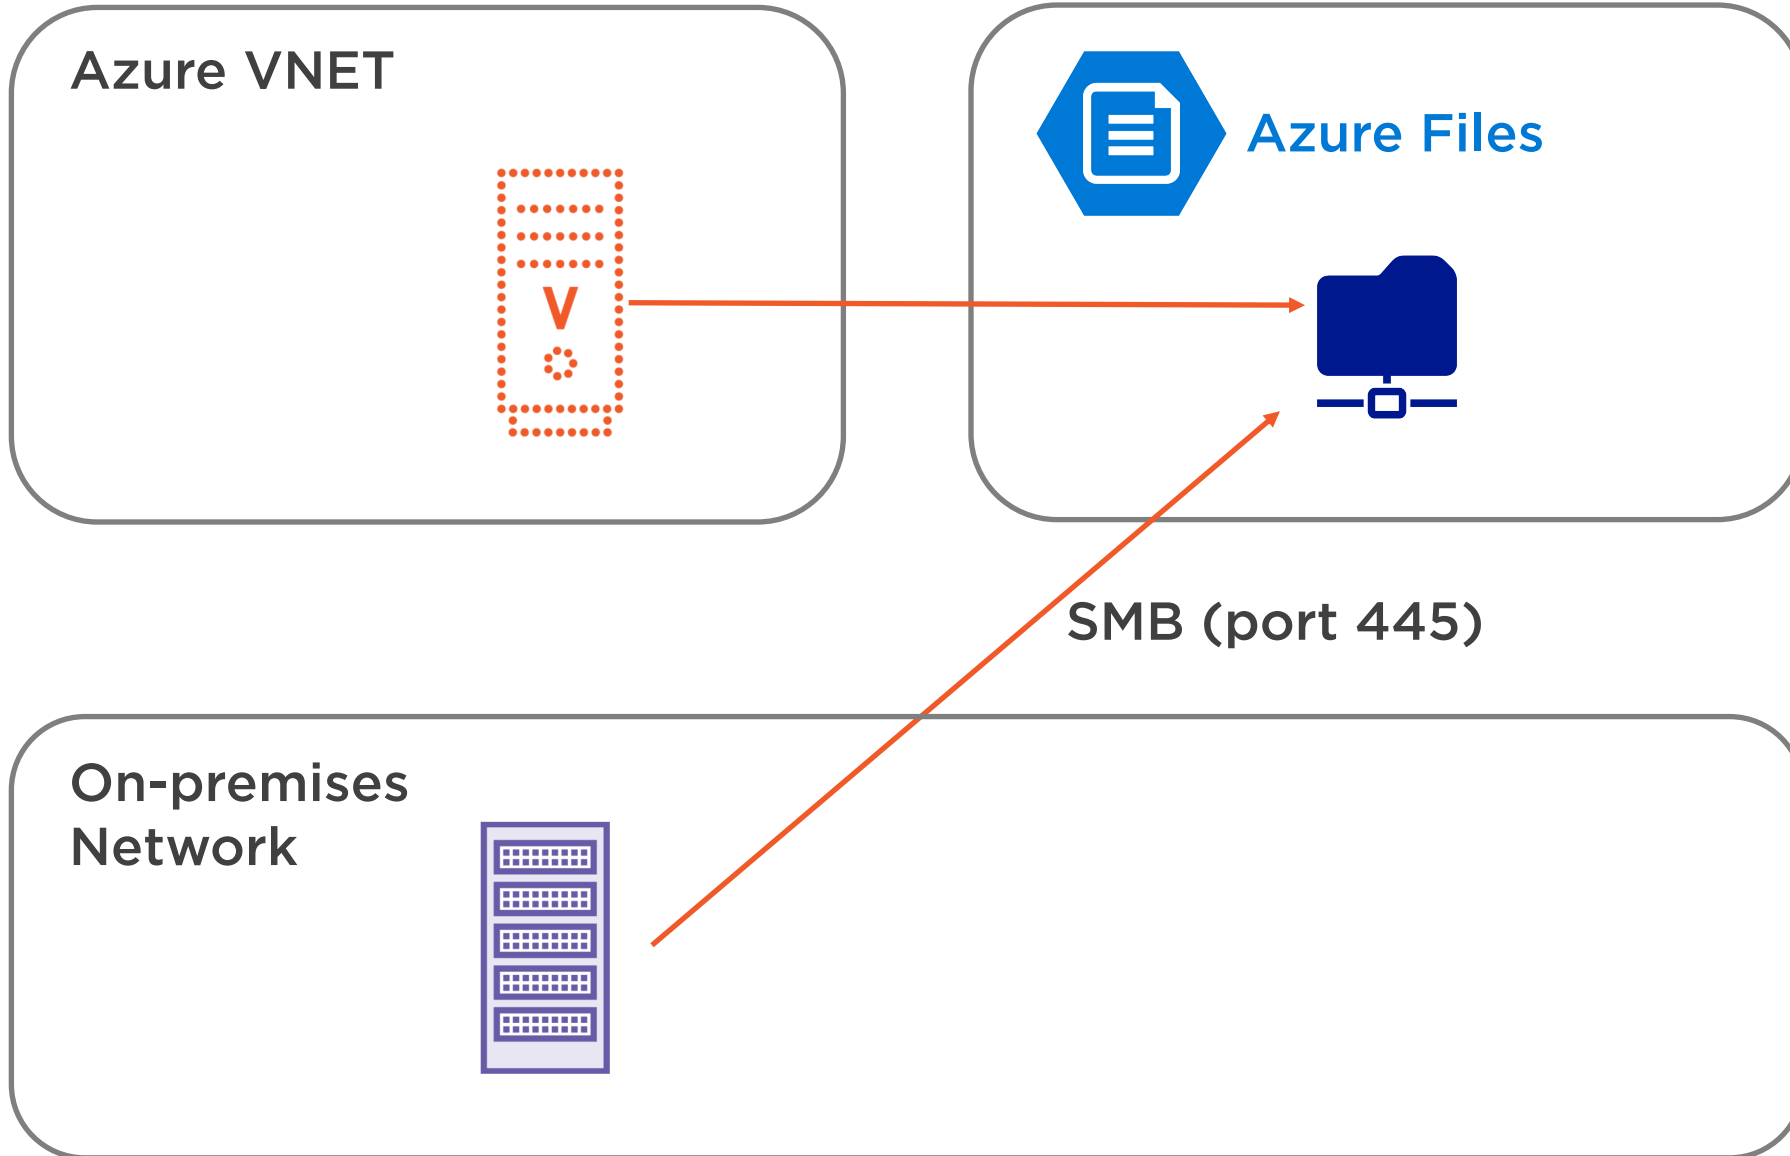 Azure VNET
Azure Files
V
SMB (port 445)
On-premises
Network